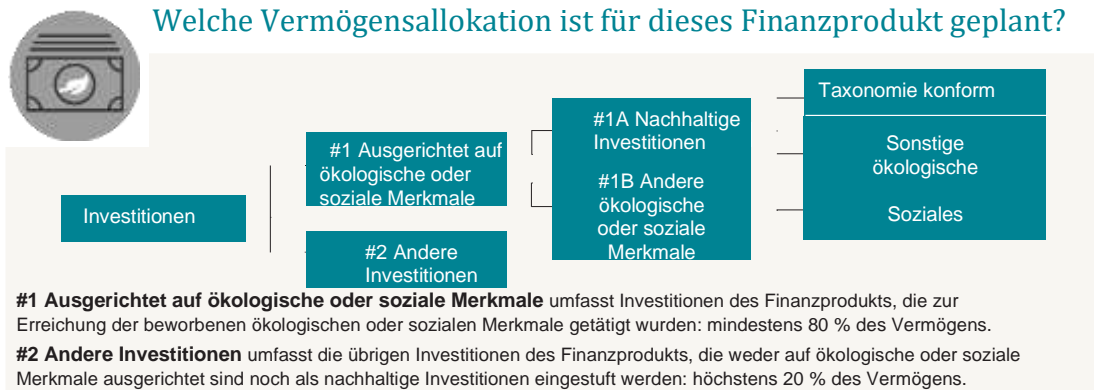 Welche Vermögensallokation ist für dieses Finanzprodukt geplant?
Investitionen
#1 Ausgerichtet auf
ökologische oder
soziale Merkmale
#2 Andere
Investitionen
#1A Nachhaltige
Investitionen
#1B Andere
ökologische
oder soziale
Merkmale
Taxonomie konform
Sonstige
ökologische
Soziales
#1 Ausgerichtet auf ökologische oder soziale Merkmale umfasst Investitionen des Finanzprodukts, die zur
Erreichung der beworbenen ökologischen oder sozialen Merkmale getätigt wurden: mindestens 80 % des Vermögens.
#2 Andere Investitionen umfasst die übrigen Investitionen des Finanzprodukts, die weder auf ökologische oder soziale
Merkmale ausgerichtet sind noch als nachhaltige Investitionen eingestuft werden: höchstens 20 % des Vermögens.